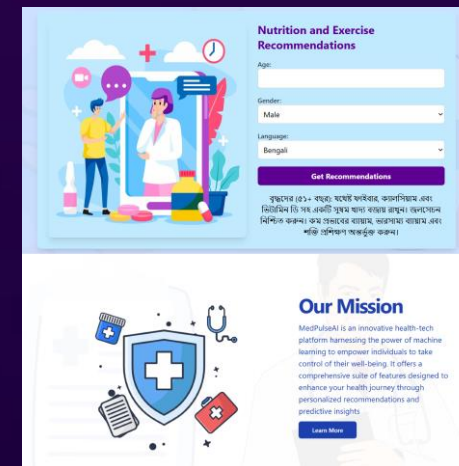 Nutrition and Exercise
Recommendations
Age:
Gender:
Male
Language:
Bengali
Get Recommendations
বৃদ্ধদের (৫১+ বছর): যথেষ্ট ফাইবার, ক্যালসিয়াম এবং
ভিটামিন ডি সহ একটি সুষম খাদ্য বজায় রাখুন। জলসেচন
নিশ্চিত করুন। কম প্রভাবের ব্যায়াম, ভারসাম্য ব্যায়াম এবং
শক্তি প্রশিক্ষণ অন্তর্ভুক্ত করুন।
Our Mission
MedPulseAI is an innovative health-tech
platform harnessing the power of machine
learning to empower individuals to take
control of their well-being. It offers a
comprehensive suite of features designed to
enhance your health journey through
personalized recommendations and
predictive insights
Learn More